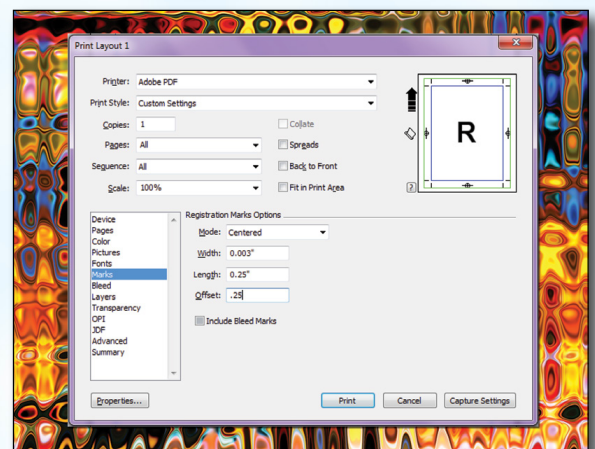 Print Layout 1
Printer: Adobe PDF
Print Style: Custom Settings
Copies: 1 Collate
Pages: All Spreads
Sequence: All Back to Front
Scale: 100% Fit in Print Area
R
Device
Pages
Color
Pictures
Fonts
Marks
Bleed
Layers
Transparency
OPI
JDF
Advanced
Summary
Registration Marks Options
Mode: Centered
Width: 0.003"
Length: 0.25"
Offset: .25
Include Bleed Marks
Properties... Print Cancel Capture Settings